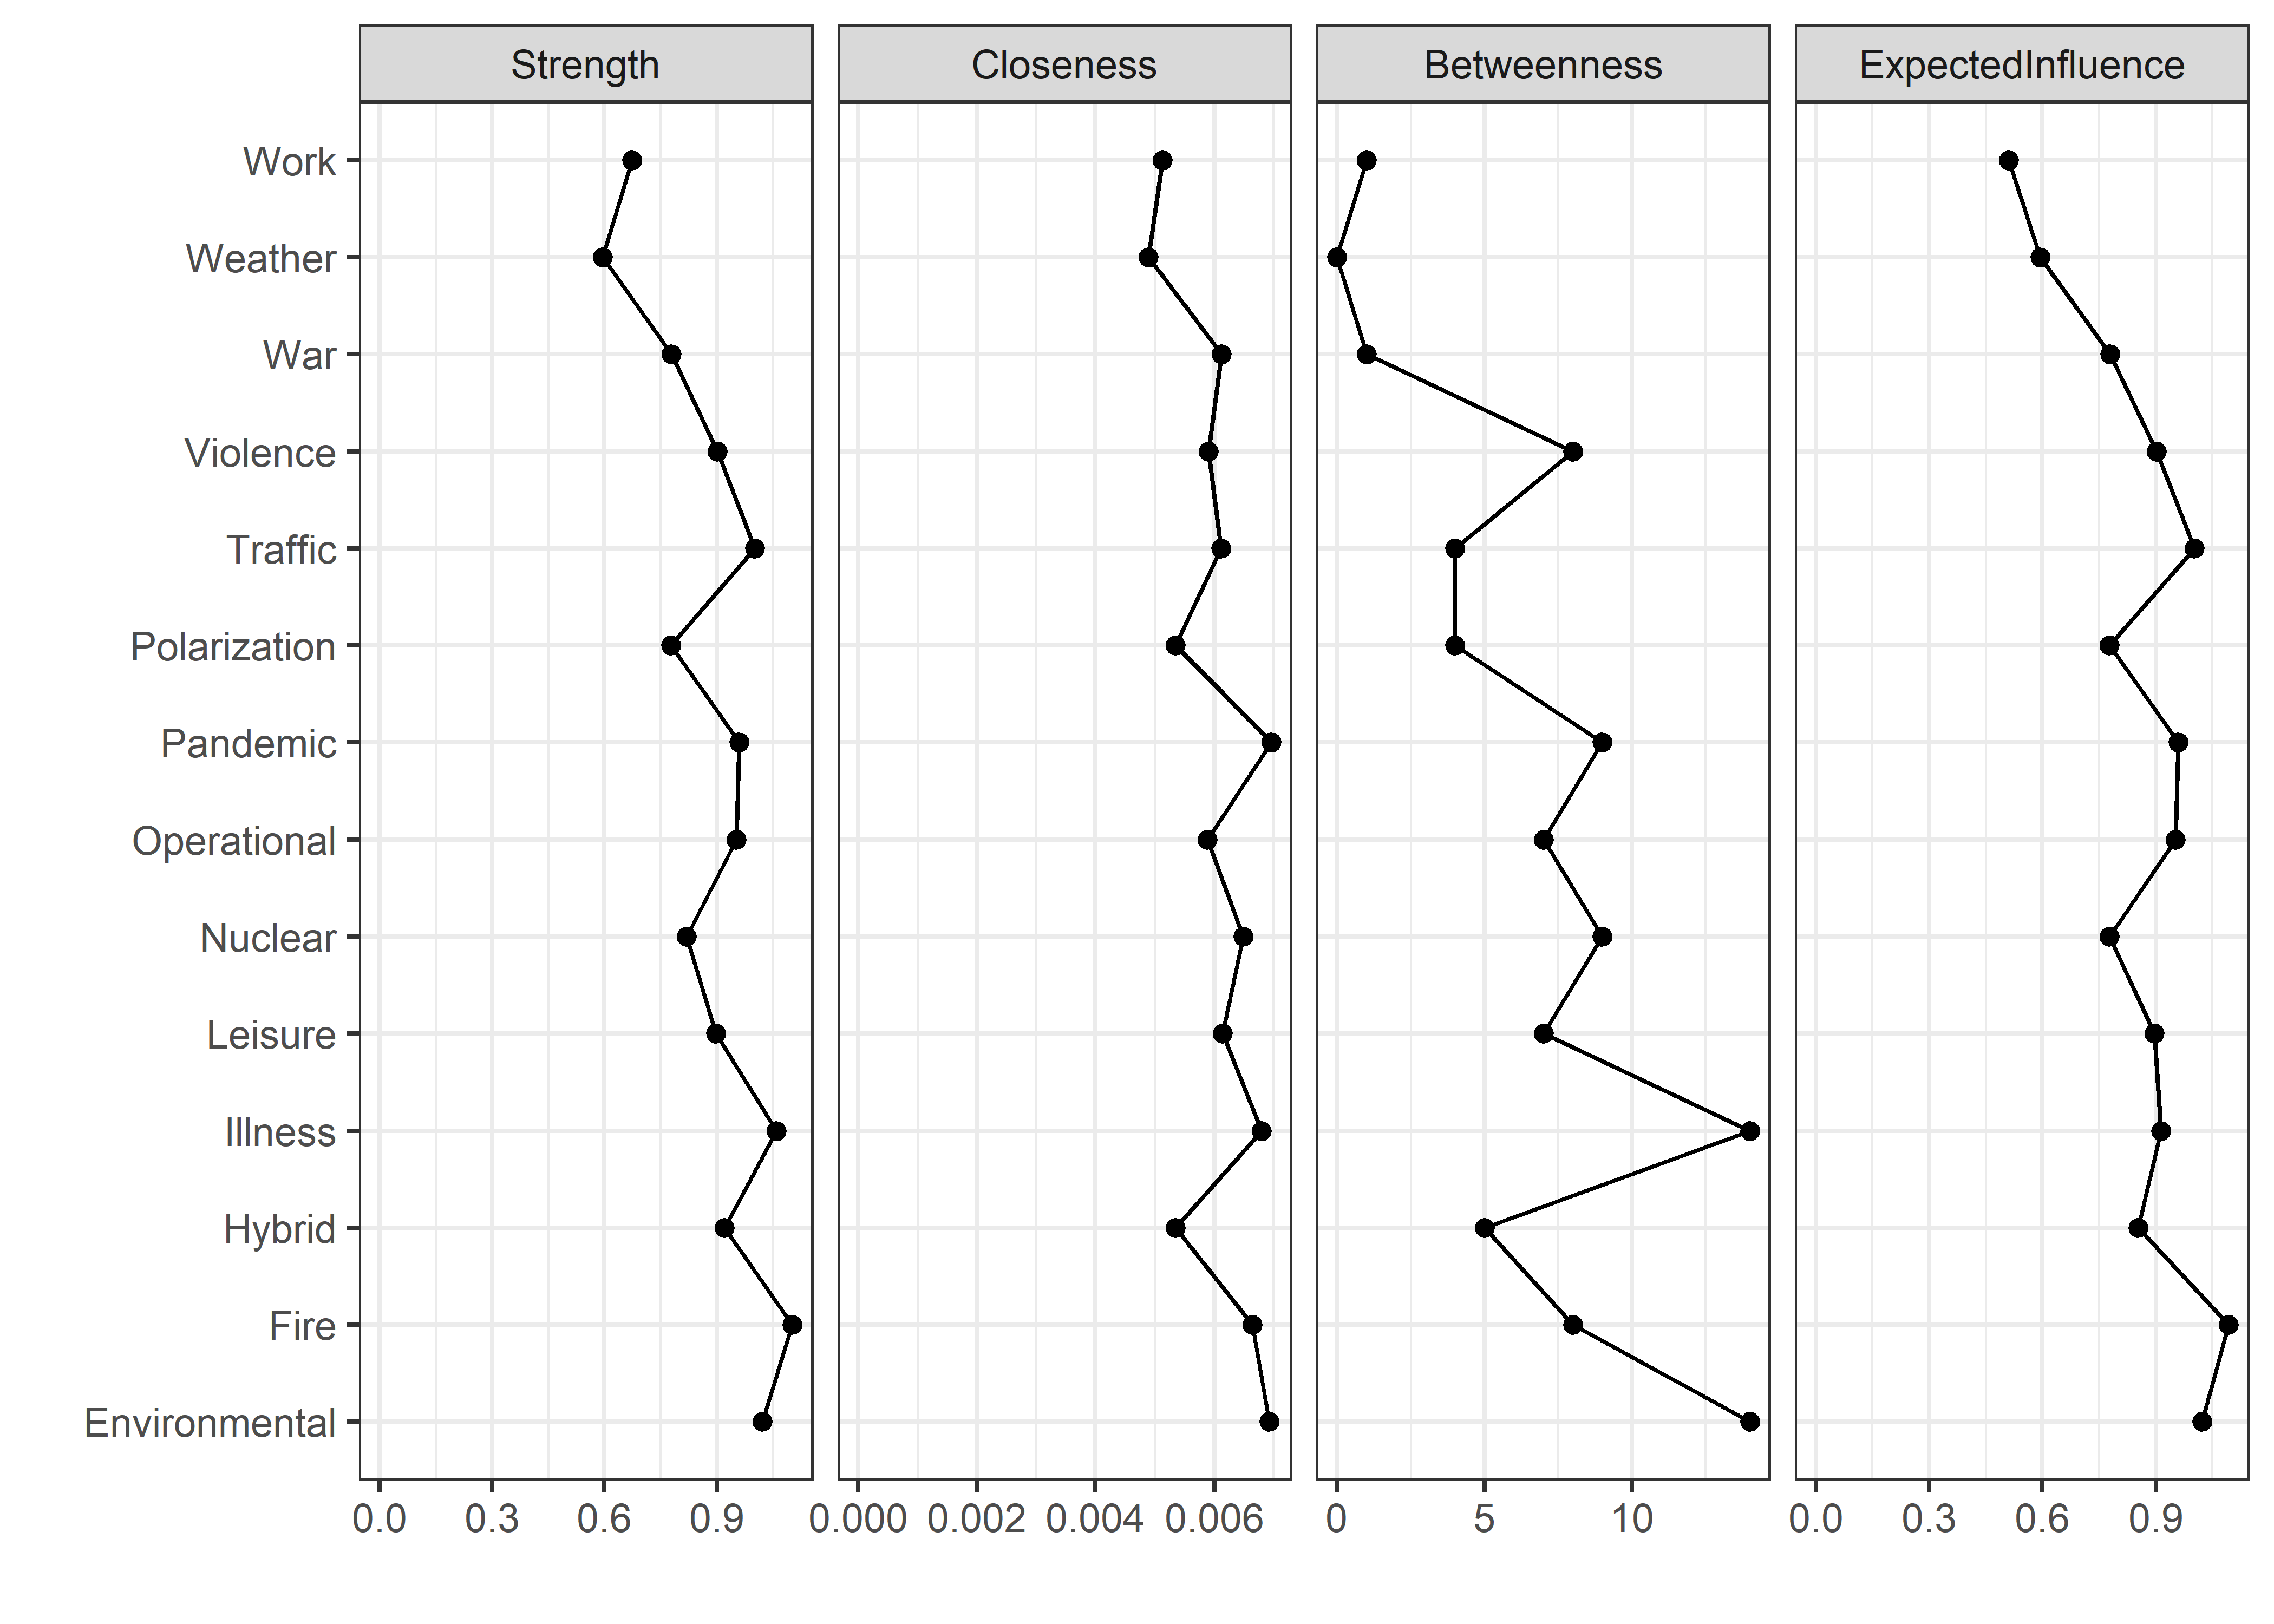 Strength Closeness Betweenness ExpectedInfluence
Work
Weather
War
Violence
Traffic
Polarization
Pandemic
Operational
Nuclear
Leisure
Illness
Hybrid
Fire
Environmental
0.0 0.3 0.6 0.9 0.000 0.002 0.004 0.006 0 5 10 0.0 0.3 0.6 0.9